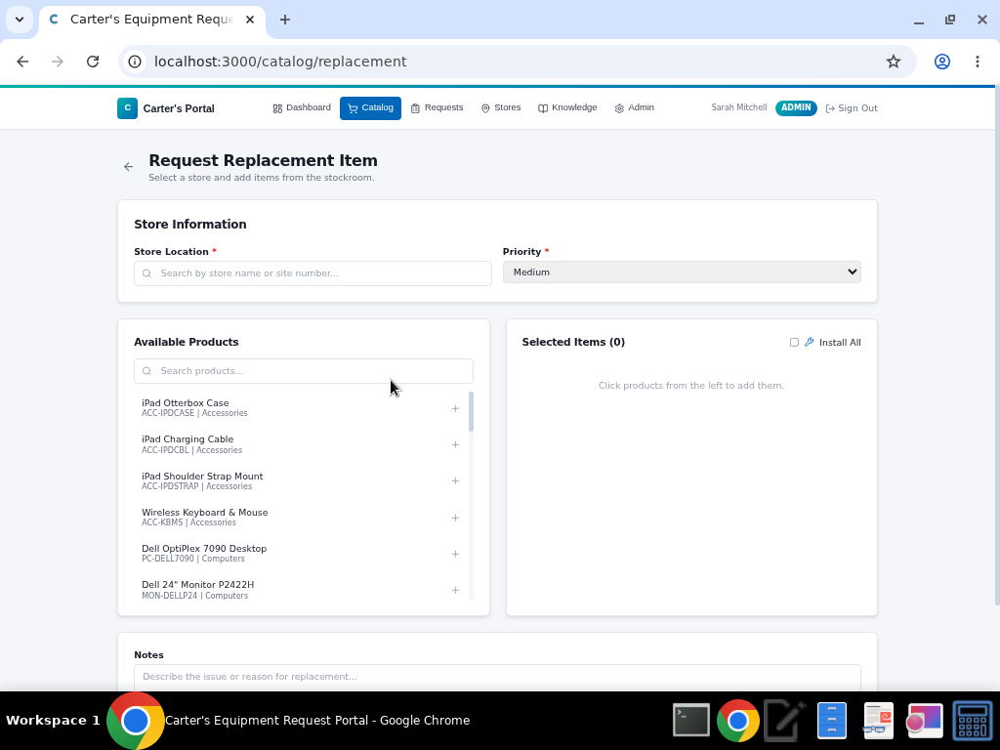 Carter's Equipment Reque
localhost:3000/catalog/replacement
C
Carter's Portal
Dashboard
Catalog
Requests
Stores
Knowledge
Admin
Sarah Mitchell
ADMIN
Sign Out
Request Replacement Item
Select a store and add items from the stockroom.
Store Information
Store Location *
Priority *
Search by store name or site number...
Medium
Available Products
Search products...
iPad Otterbox Case
ACC-IPDCASE | Accessories
iPad Charging Cable
ACC-IPDCBL | Accessories
iPad Shoulder Strap Mount
ACC-IPDSTRAP | Accessories
Wireless Keyboard & Mouse
ACC-KBMS | Accessories
Dell OptiPlex 7090 Desktop
PC-DELL7090 | Computers
Dell 24" Monitor P2422H
MON-DELLP24 | Computers
Selected Items (0)
Install All
Click products from the left to add them.
Notes
Describe the issue or reason for replacement...
Workspace 1
Carter's Equipment Request Portal - Google Chrome